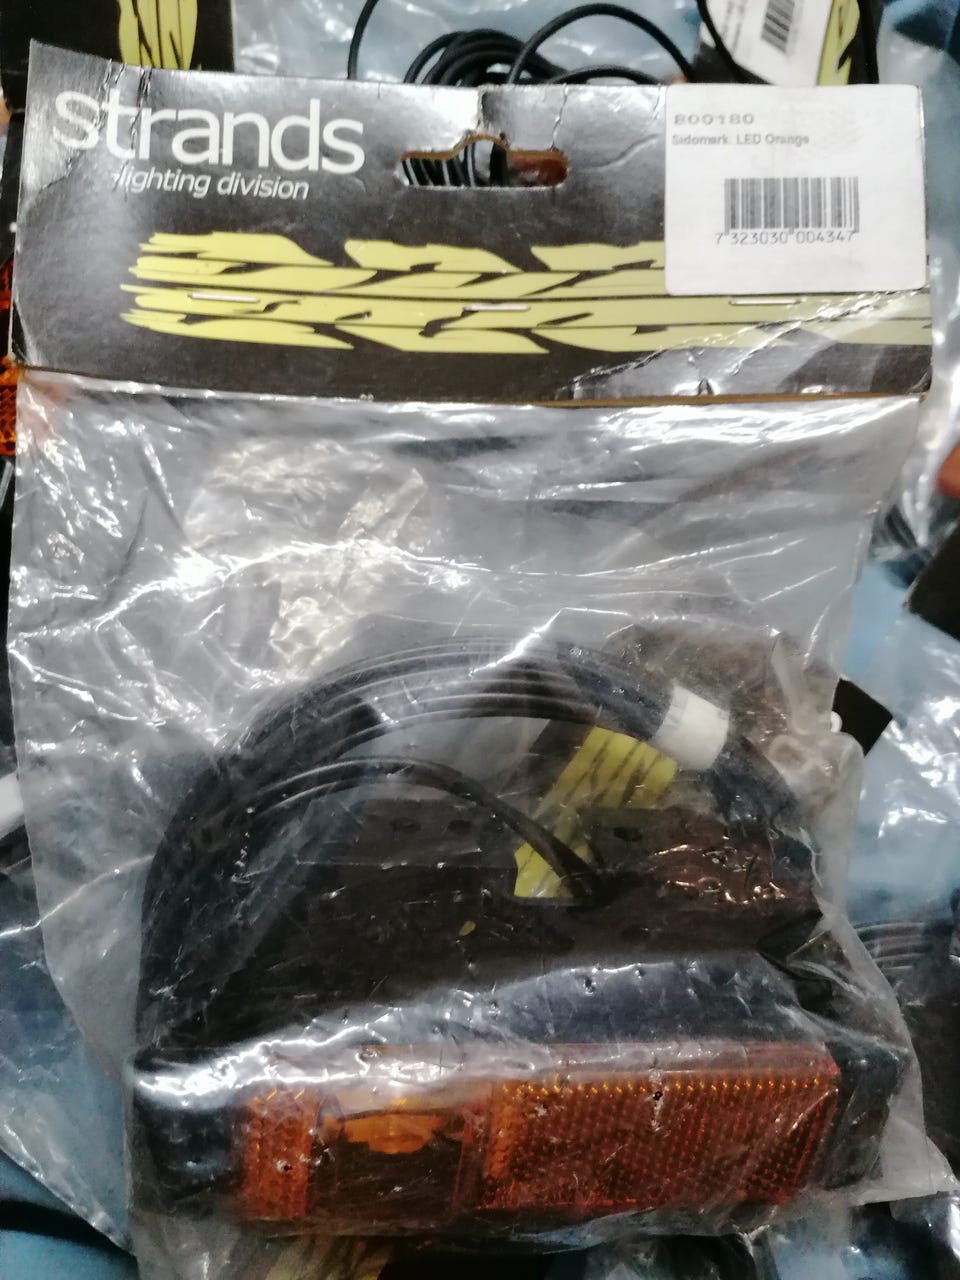 strands
lighting division
800180
Sidomark. LED Orange
7 323030 004347